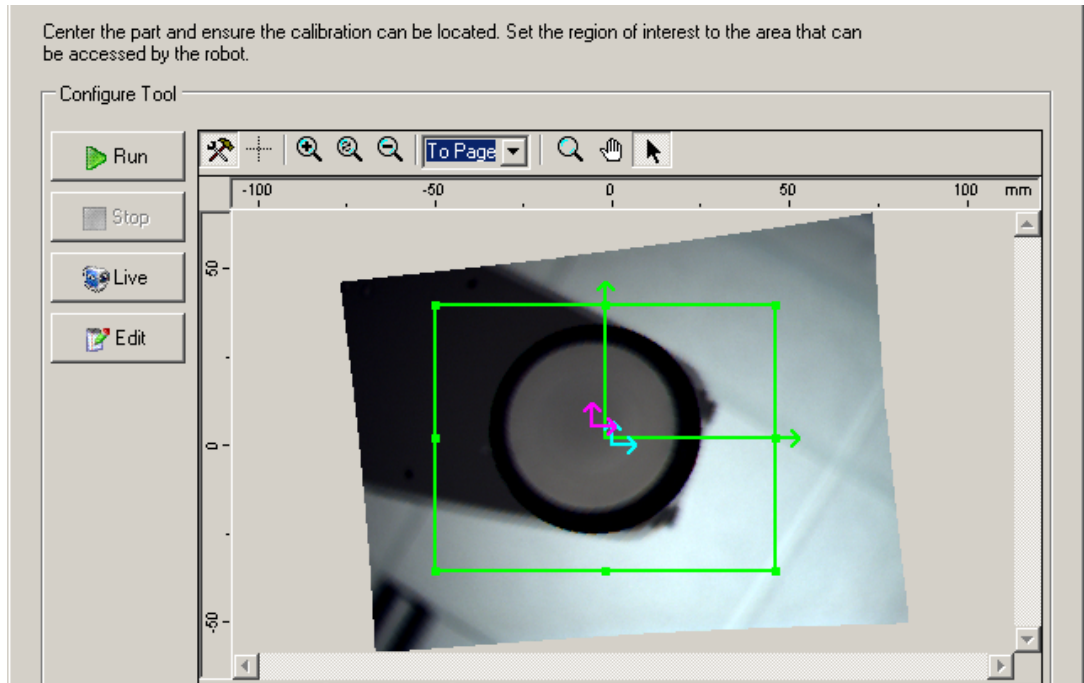 Center the part and ensure the calibration can be located. Set the region of interest to the area that can
be accessed by the robot.
Configure Tool
Run
To Page
-100 -50 0 50 100 mm
Stop
50
Live
Edit
0
-50